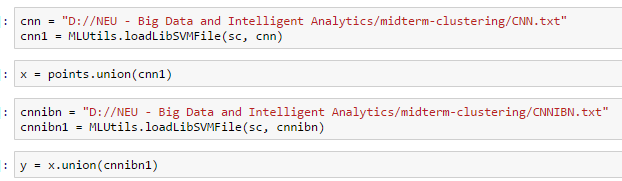 : cnn = "D://NEU - Big Data and Intelligent Analytics/midterm-clustering/CNN.txt"
cnn1 = MLUtils.loadLibSVMFile(sc, cnn)
: x = points.union(cnn1)
: cnnibn = "D://NEU - Big Data and Intelligent Analytics/midterm-clustering/CNNIBN.txt"
cnnibn1 = MLUtils.loadLibSVMFile(sc, cnnibn)
: y = x.union(cnnibn1)